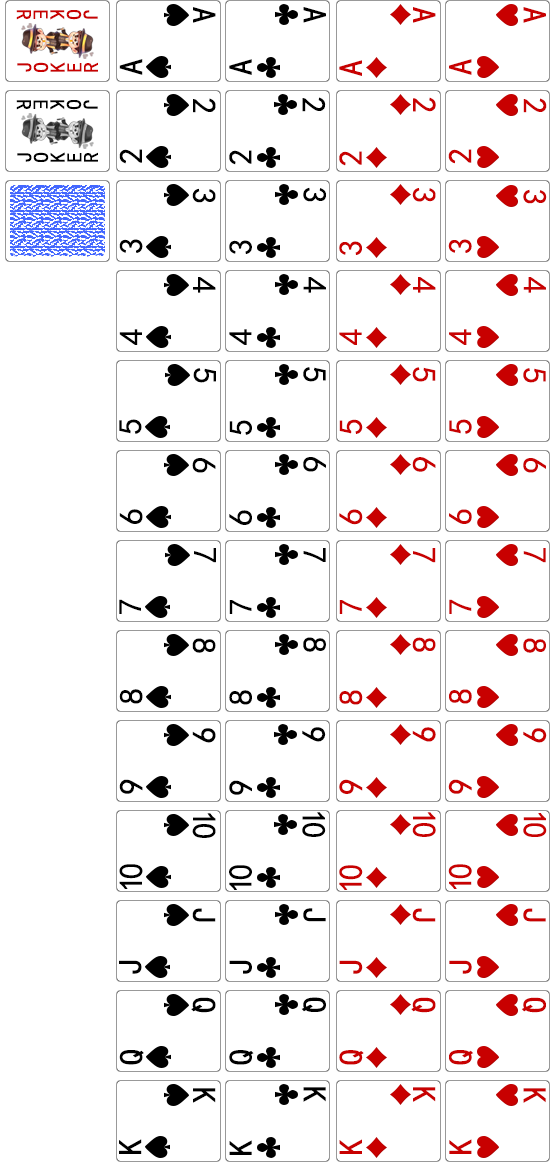 JOKER A A A A
JOKER A A A A
JOKER 2 2 2 2
JOKER 2 2 2 2
3 3 3 3
3 3 3 3
4 4 4 4
4 4 4 4
5 5 5 5
5 5 5 5
6 6 6 6
6 6 6 6
7 7 7 7
7 7 7 7
8 8 8 8
8 8 8 8
9 9 9 9
9 9 9 9
10 10 10 10
10 10 10 10
J J J J
J J J J
Q Q Q Q
Q Q Q Q
K K K K
K K K K